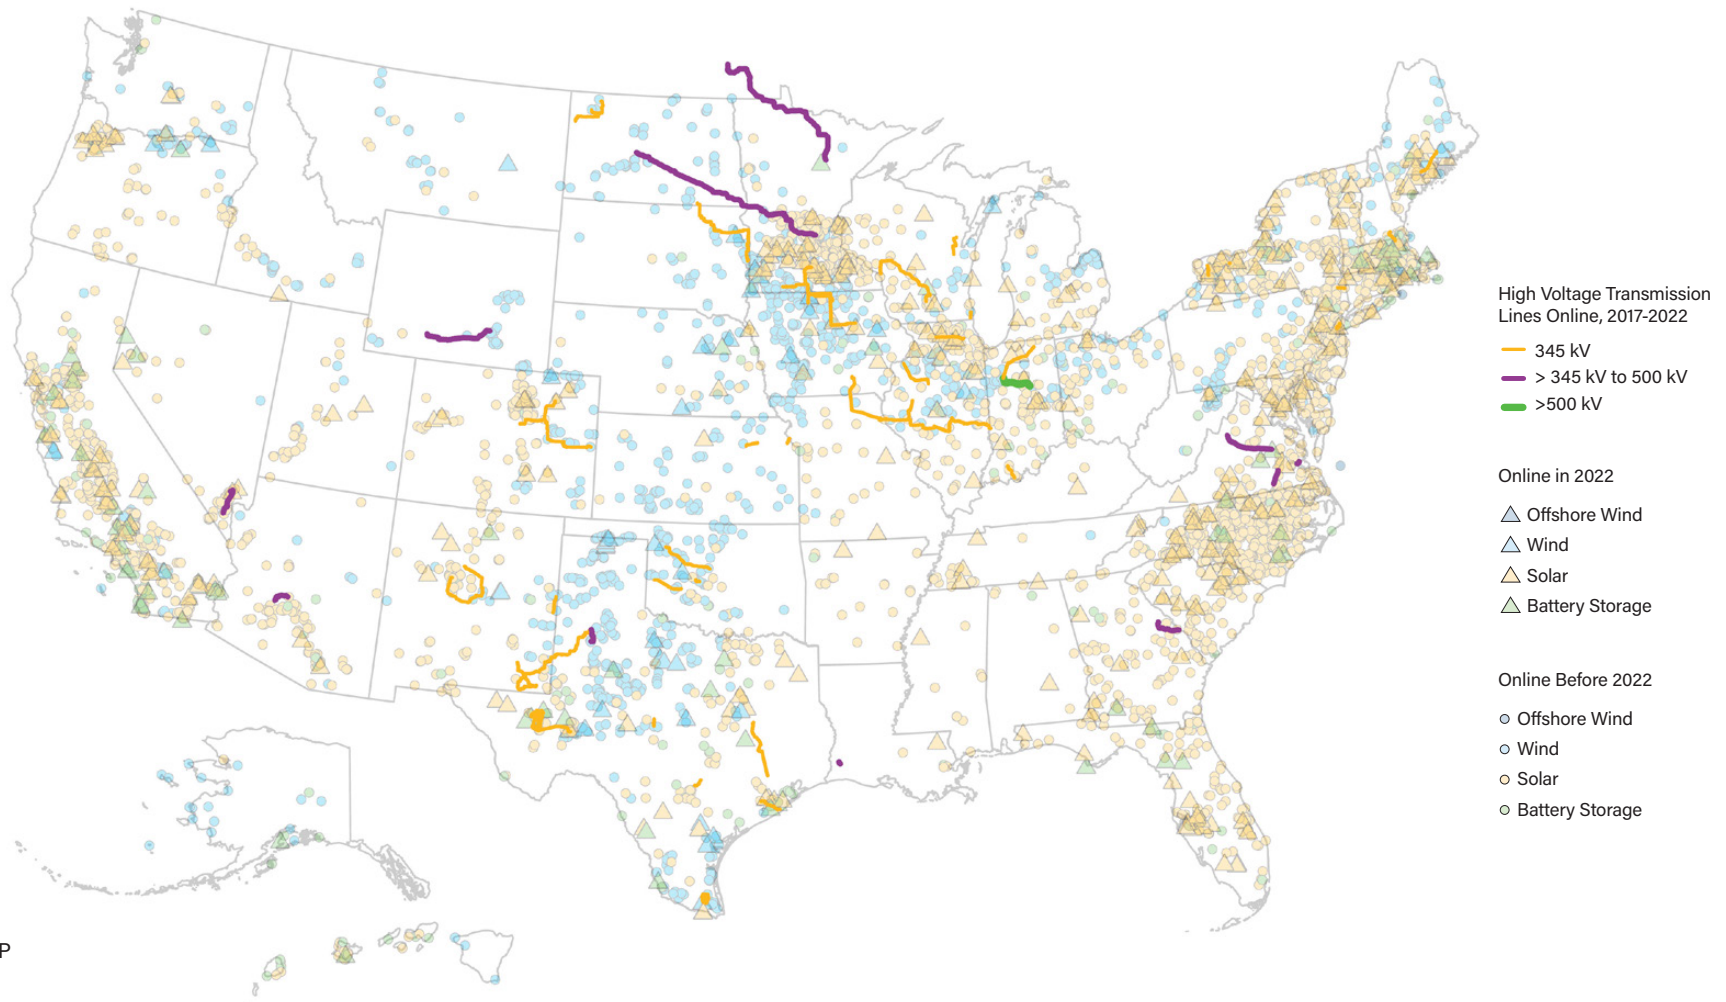 High Voltage Transmission
Lines Online, 2017-2022
345 kV
> 345 kV to 500 kV
>500 kV
Online in 2022
Offshore Wind
Wind
Solar
Battery Storage
Online Before 2022
Offshore Wind
Wind
Solar
Battery Storage
P